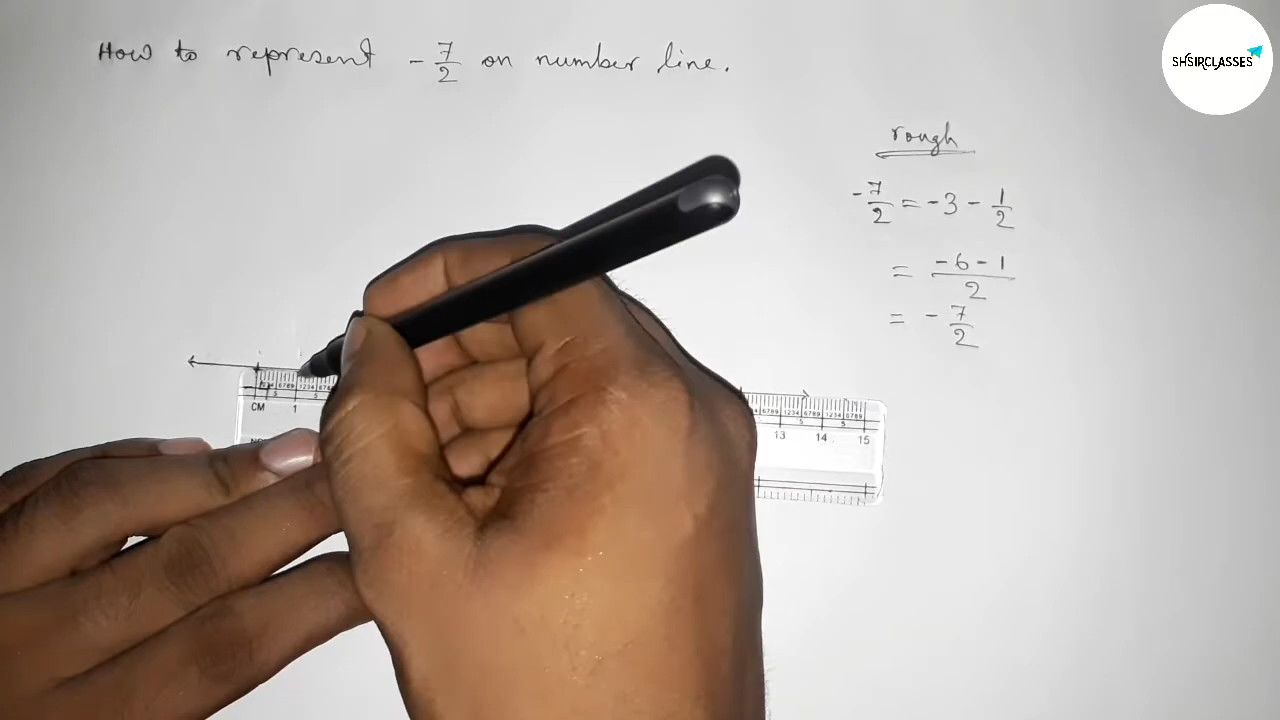 How to represent - 7/2 on number line.
SHSIRCLASSES
rough
-7/2 = -3 - 1/2
= -6-1/2
= - 7/2
CM 1 13 14 15